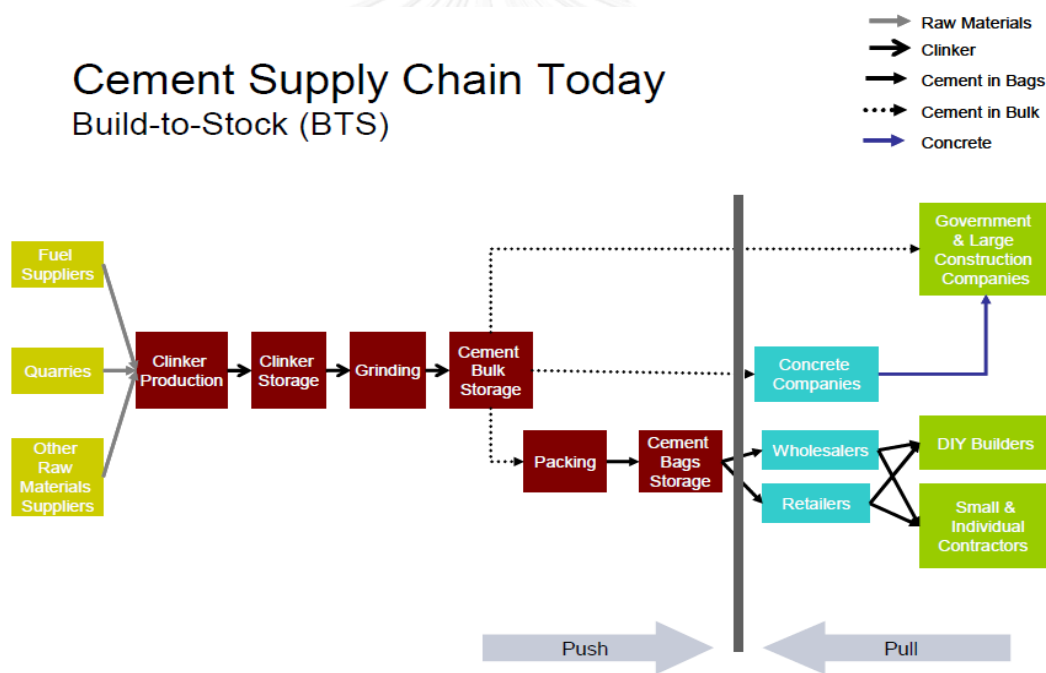 Raw Materials
Clinker
Cement in Bags
Cement in Bulk
Concrete
Cement Supply Chain Today
Build-to-Stock (BTS)
Fuel
Suppliers
Quarries
Other
Raw
Materials
Suppliers
Clinker
Production
Clinker
Storage
Grinding
Cement
Bulk
Storage
Packing
Cement
Bags
Storage
Concrete
Companies
Wholesalers
Retailers
Government
& Large
Construction
Companies
DIY Builders
Small &
Individual
Contractors
Push
Pull